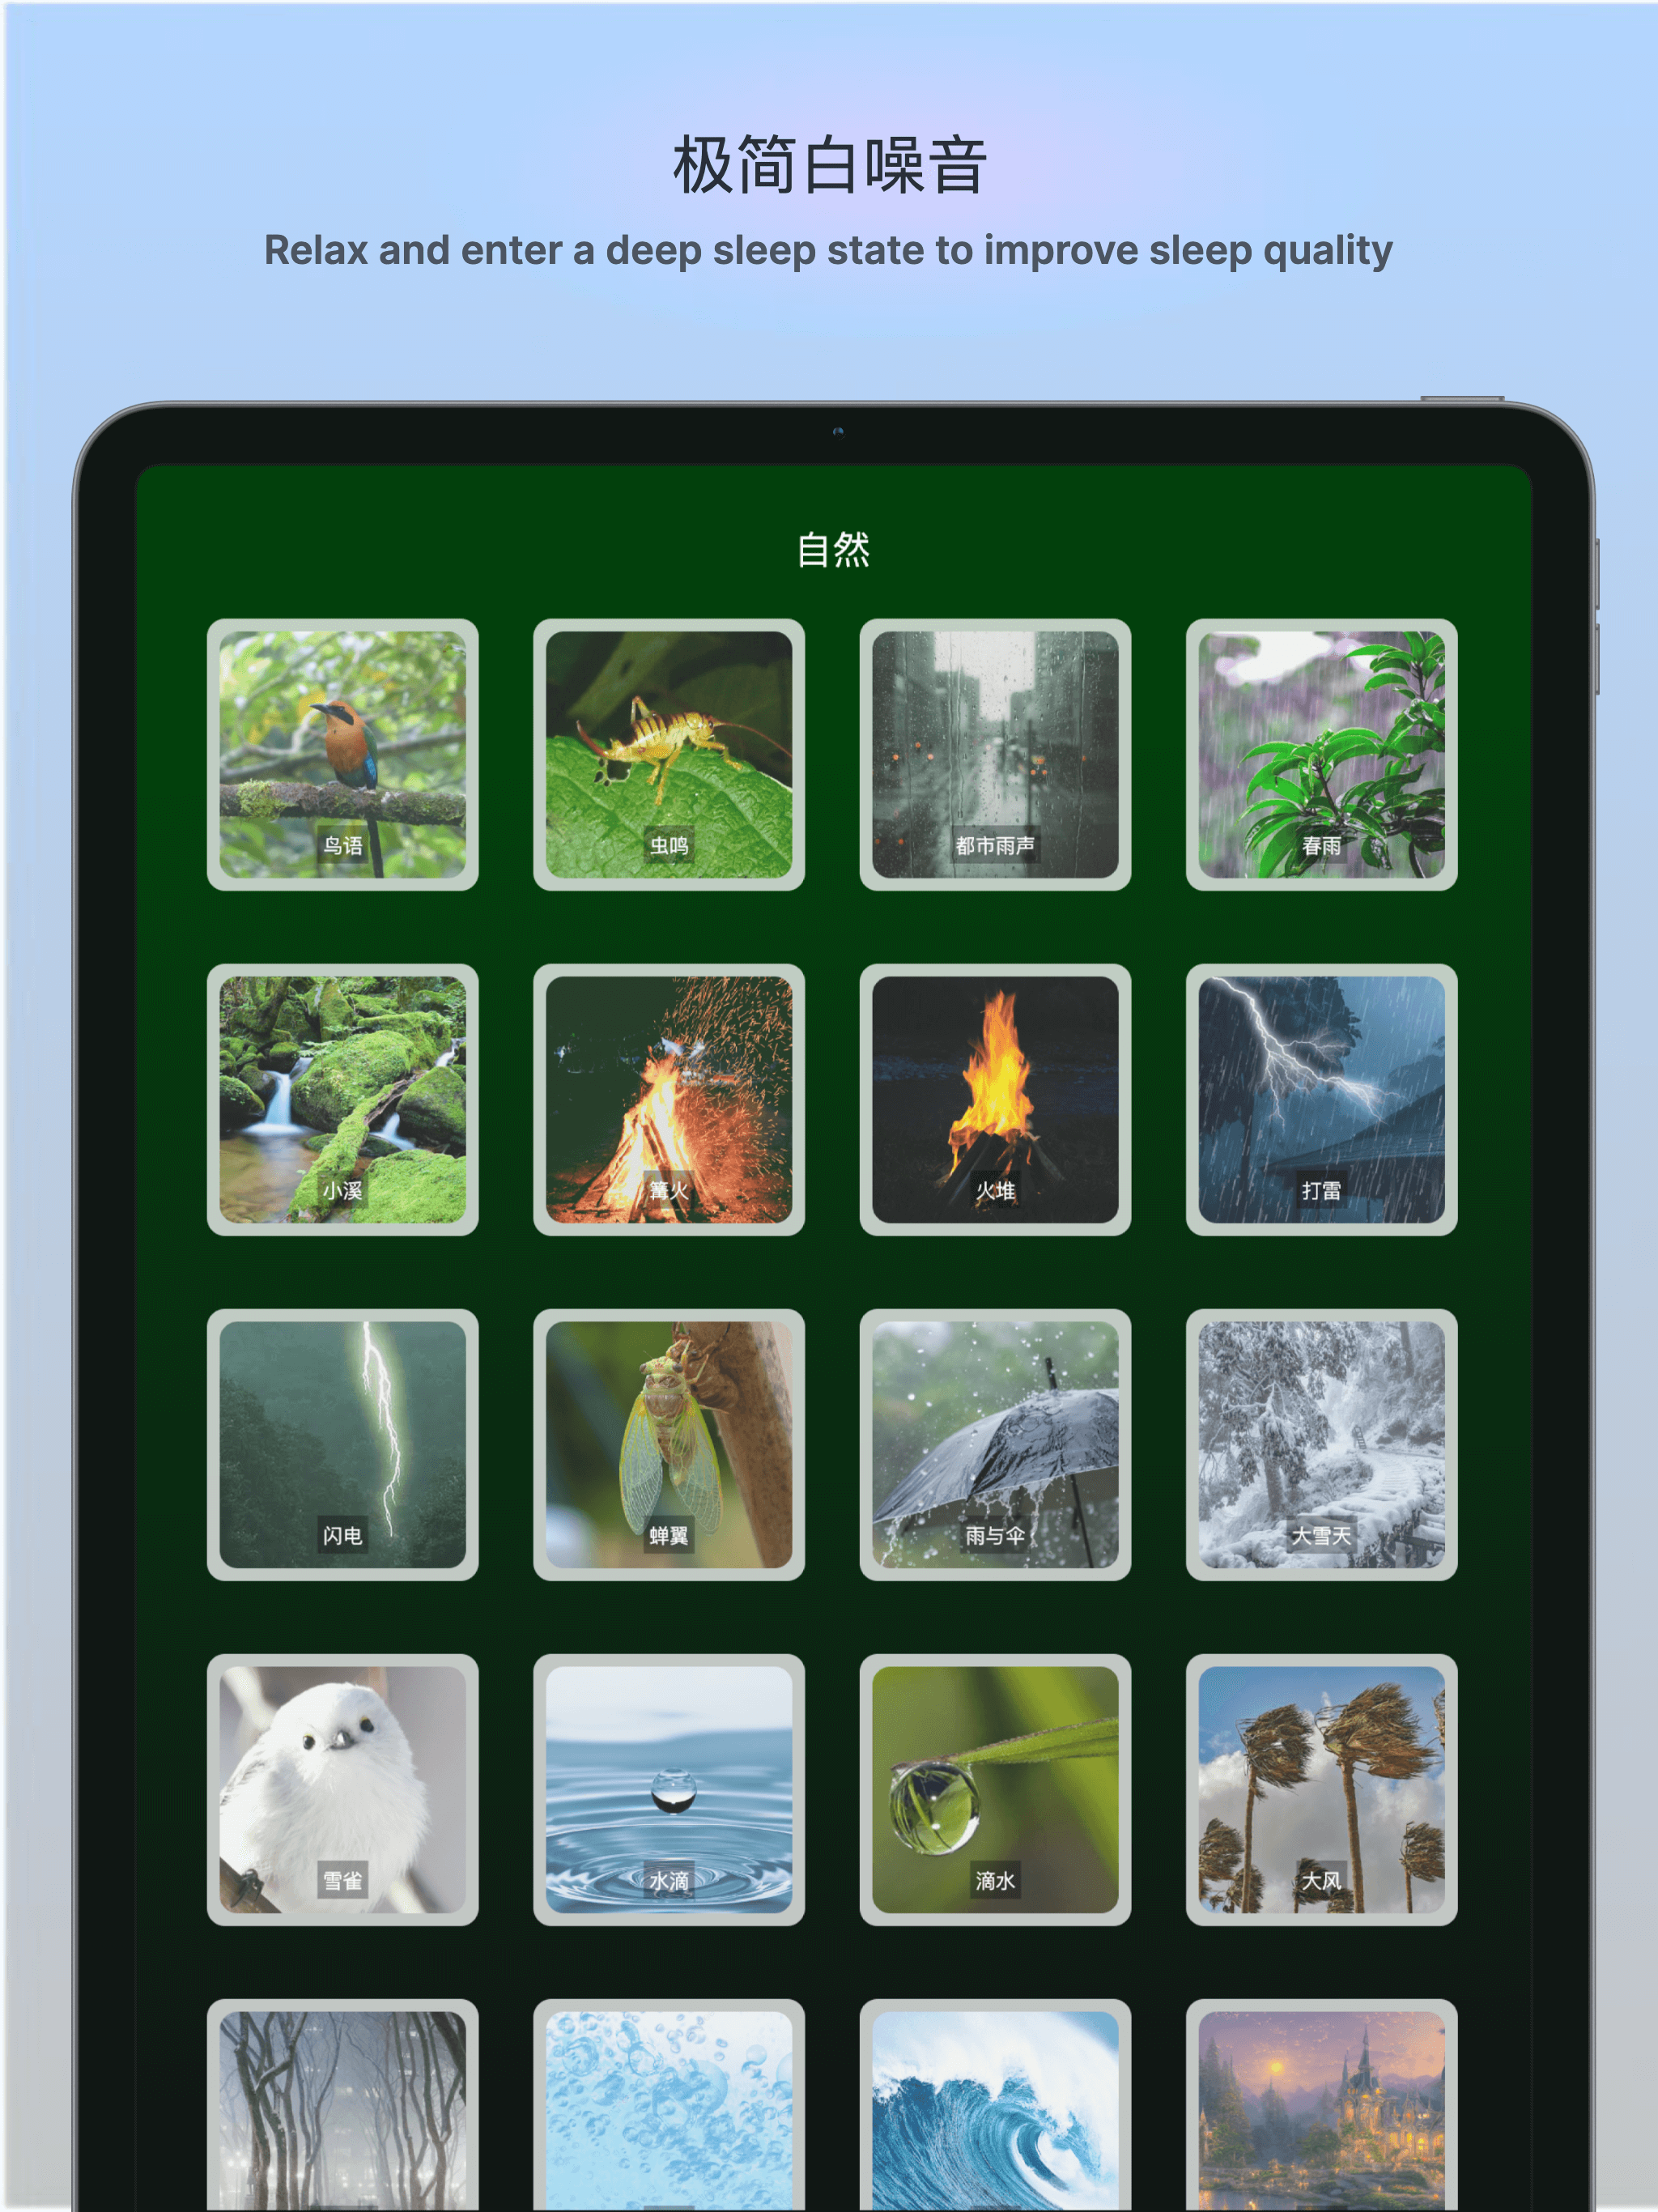 极简白噪音
Relax and enter a deep sleep state to improve sleep quality
自然
鸟语
虫鸣
都市雨声
春雨
小溪
篝火
火堆
打雷
闪电
蝉翼
雨与伞
大雪天
雪雀
水滴
滴水
大风